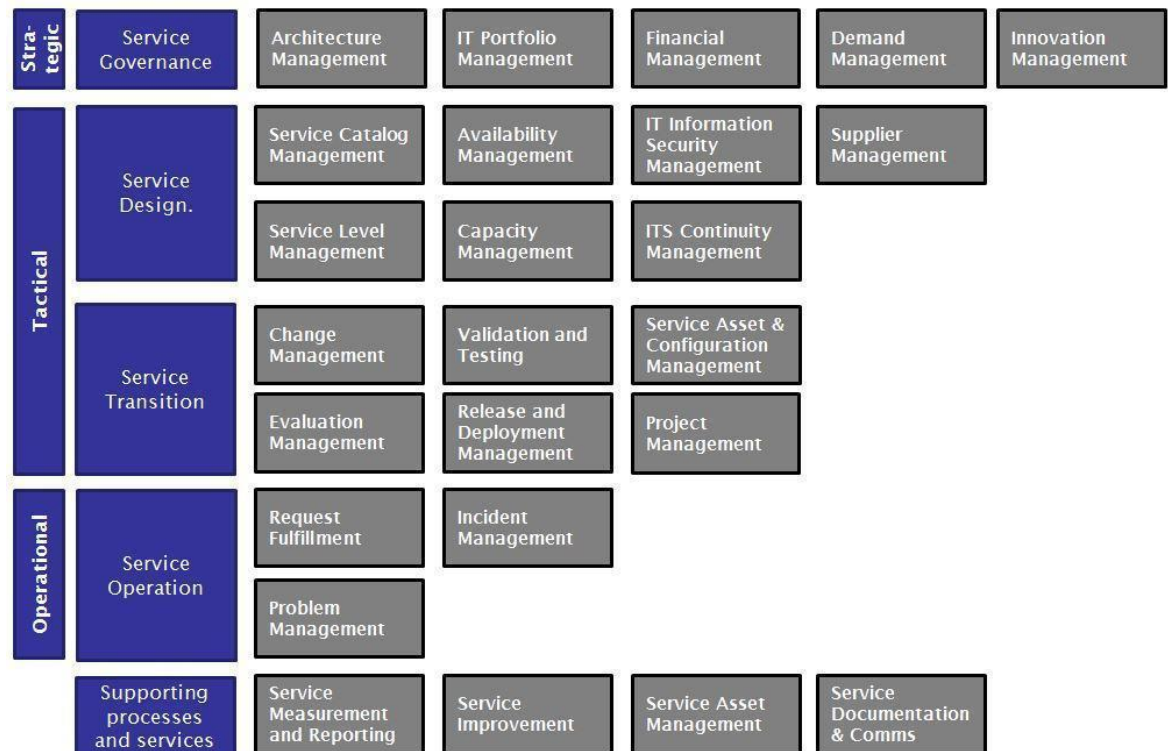 Stra-
tegic
Service
Governance
Architecture
Management
IT Portfolio
Management
Financial
Management
Demand
Management
Innovation
Management
Tactical
Service
Design.
Service Catalog
Management
Availability
Management
IT Information
Security
Management
Supplier
Management
Service Level
Management
Capacity
Management
ITS Continuity
Management
Service
Transition
Change
Management
Validation and
Testing
Service Asset &
Configuration
Management
Evaluation
Management
Release and
Deployment
Management
Project
Management
Operational
Service
Operation
Request
Fulfillment
Incident
Management
Problem
Management
Supporting
processes
and services
Service
Measurement
and Reporting
Service
Improvement
Service Asset
Management
Service
Documentation
& Comms